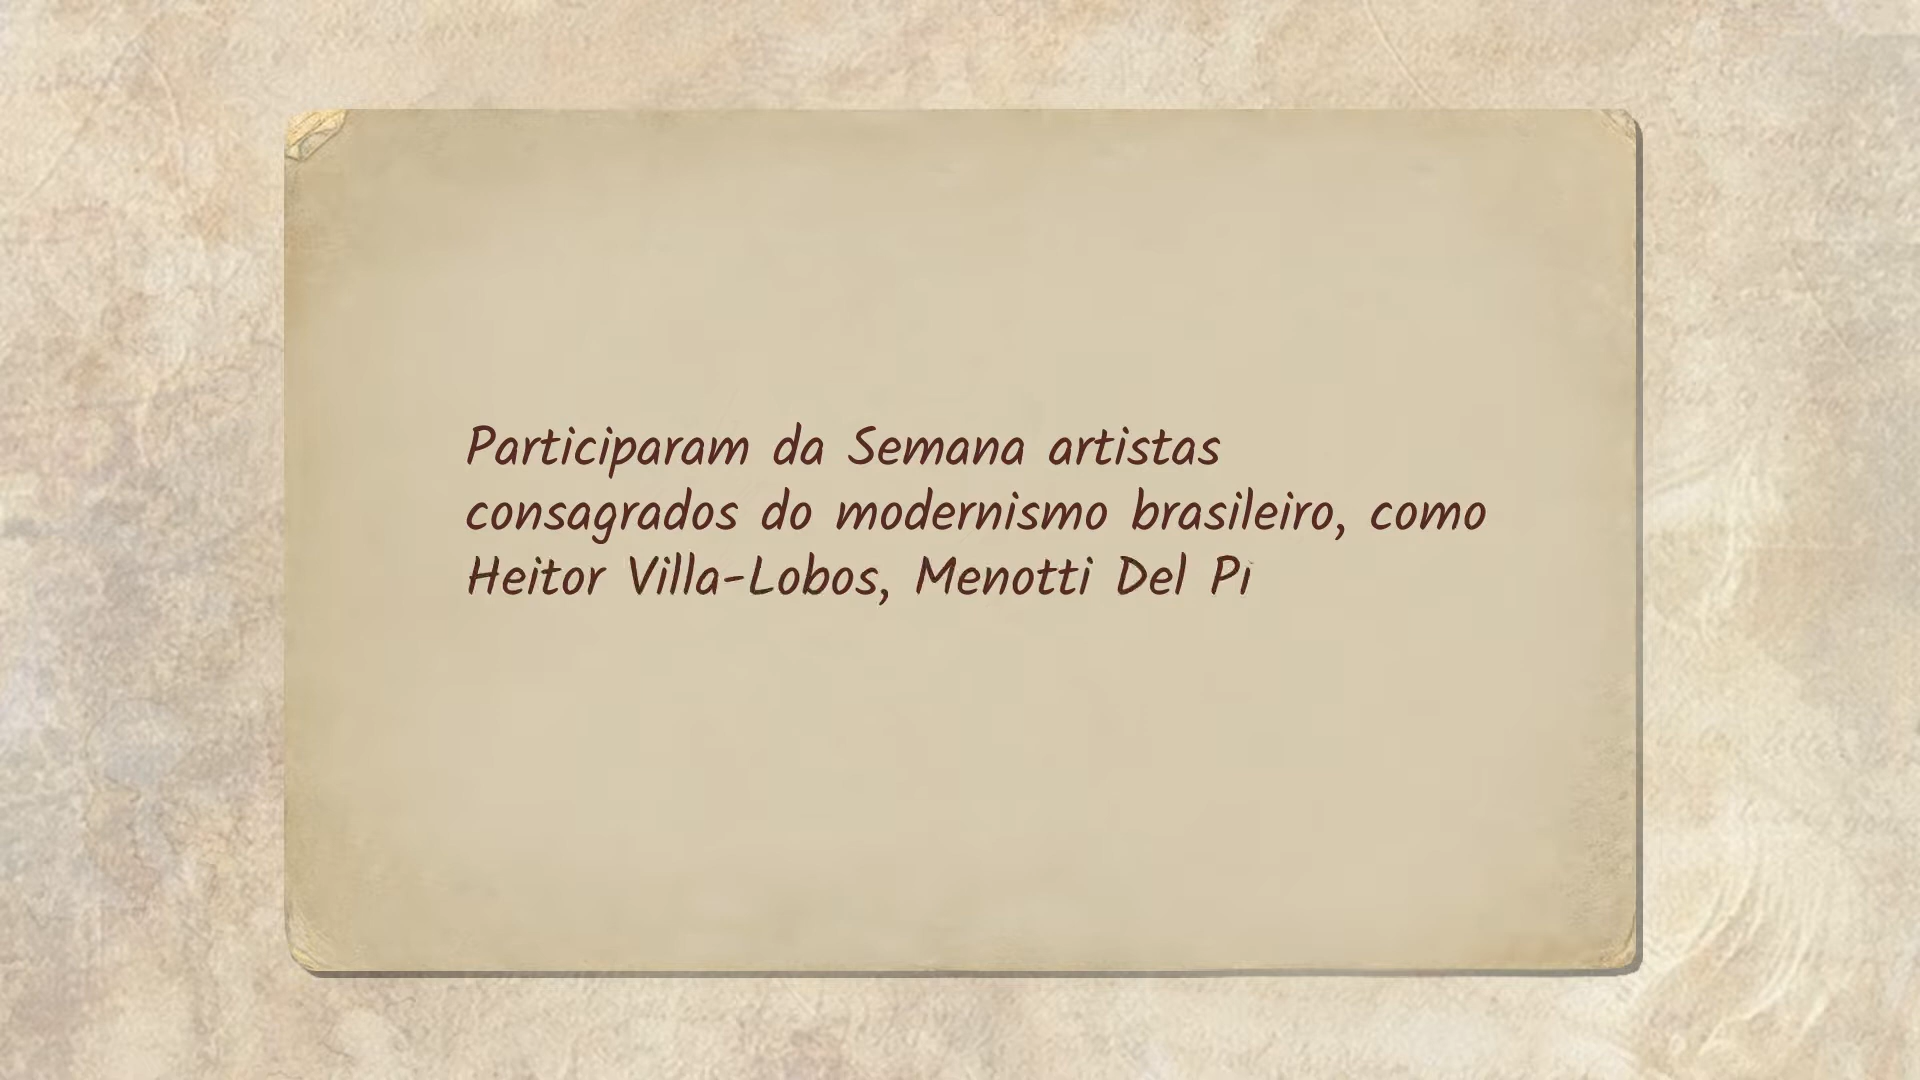 Participaram da Semana artistas
consagrados do modernismo brasileiro, como
Heitor Villa-Lobos, Menotti Del Pi